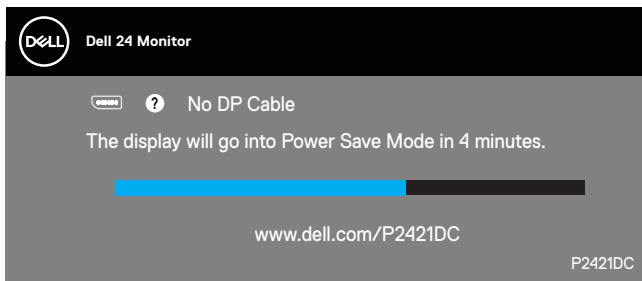 DELL
Dell 24 Monitor
? No DP Cable
The display will go into Power Save Mode in 4 minutes.
www.dell.com/P2421DC
P2421DC